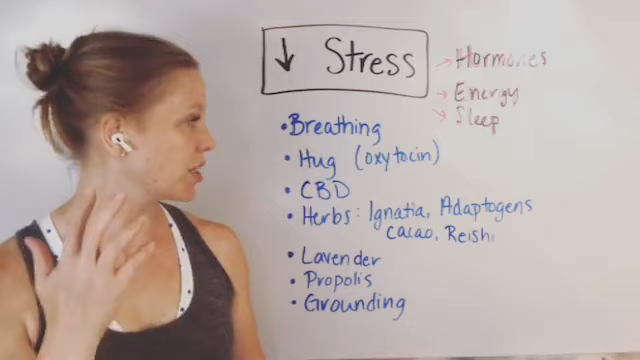 ↓ Stress
→ Hormones
→ Energy
→ Sleep
• Breathing
• Hug (oxytocin)
• CBD
• Herbs: Ignatia, Adaptogens
Cacao, Reishi
• Lavender
• Propolis
• Grounding